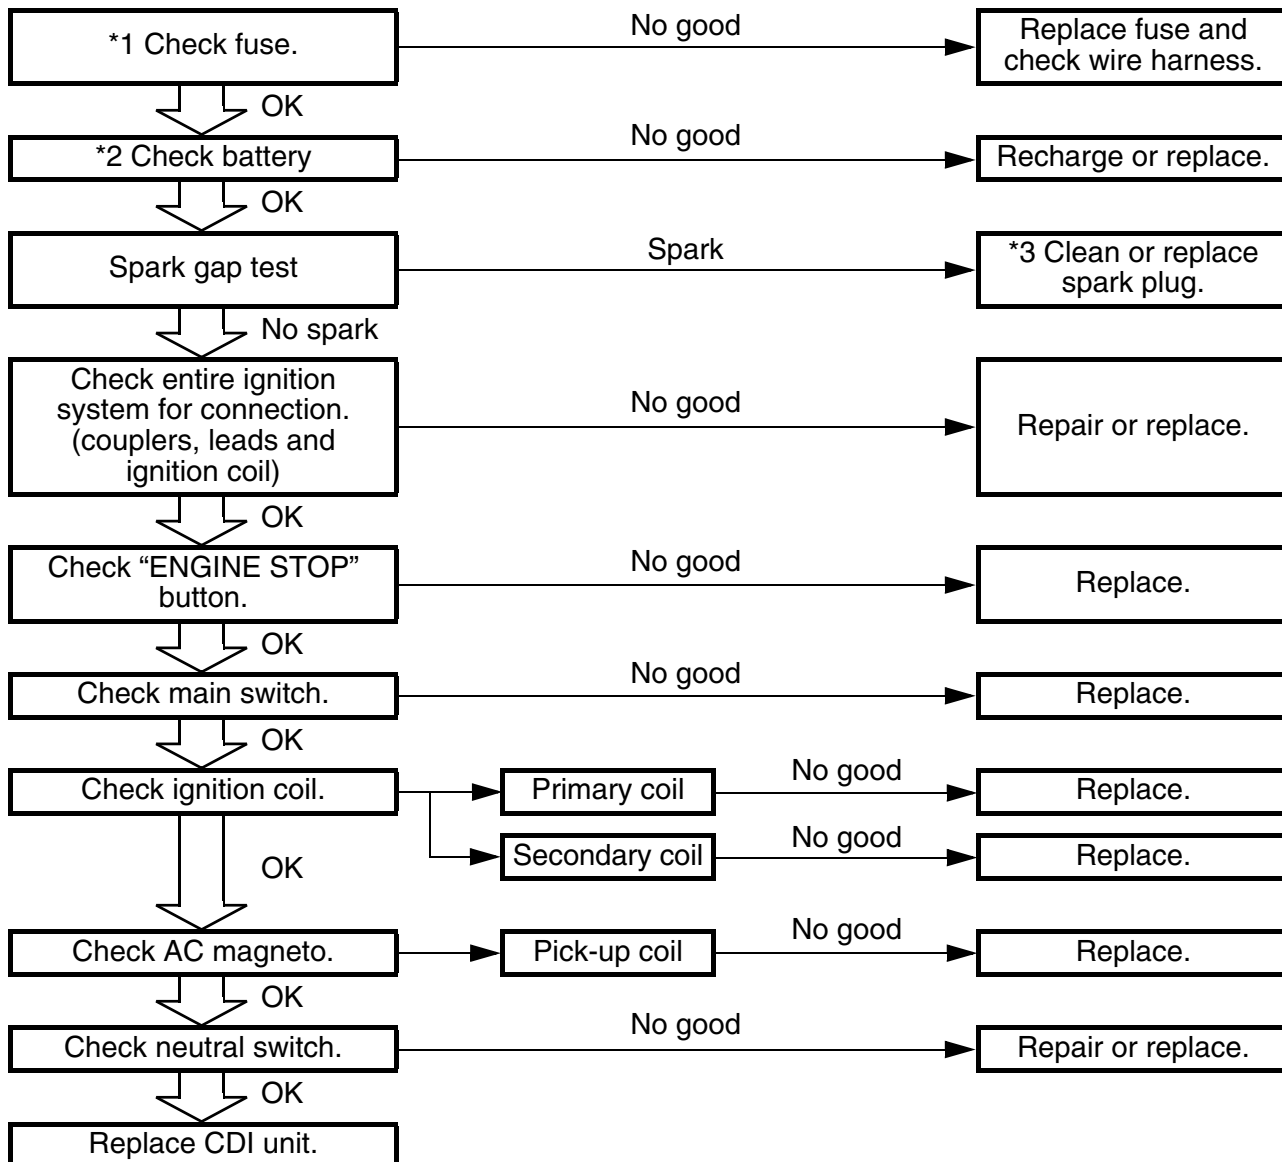 *1 Check fuse.
No good
Replace fuse and
check wire harness.
OK
*2 Check battery
No good
Recharge or replace.
OK
Spark gap test
Spark
*3 Clean or replace
spark plug.
No spark
Check entire ignition
system for connection.
(couplers, leads and
ignition coil)
No good
Repair or replace.
OK
Check “ENGINE STOP”
button.
No good
Replace.
OK
Check main switch.
No good
Replace.
OK
Check ignition coil.
Primary coil
No good
Replace.
Secondary coil
No good
Replace.
OK
Check AC magneto.
Pick-up coil
No good
Replace.
OK
Check neutral switch.
No good
Repair or replace.
OK
Replace CDI unit.